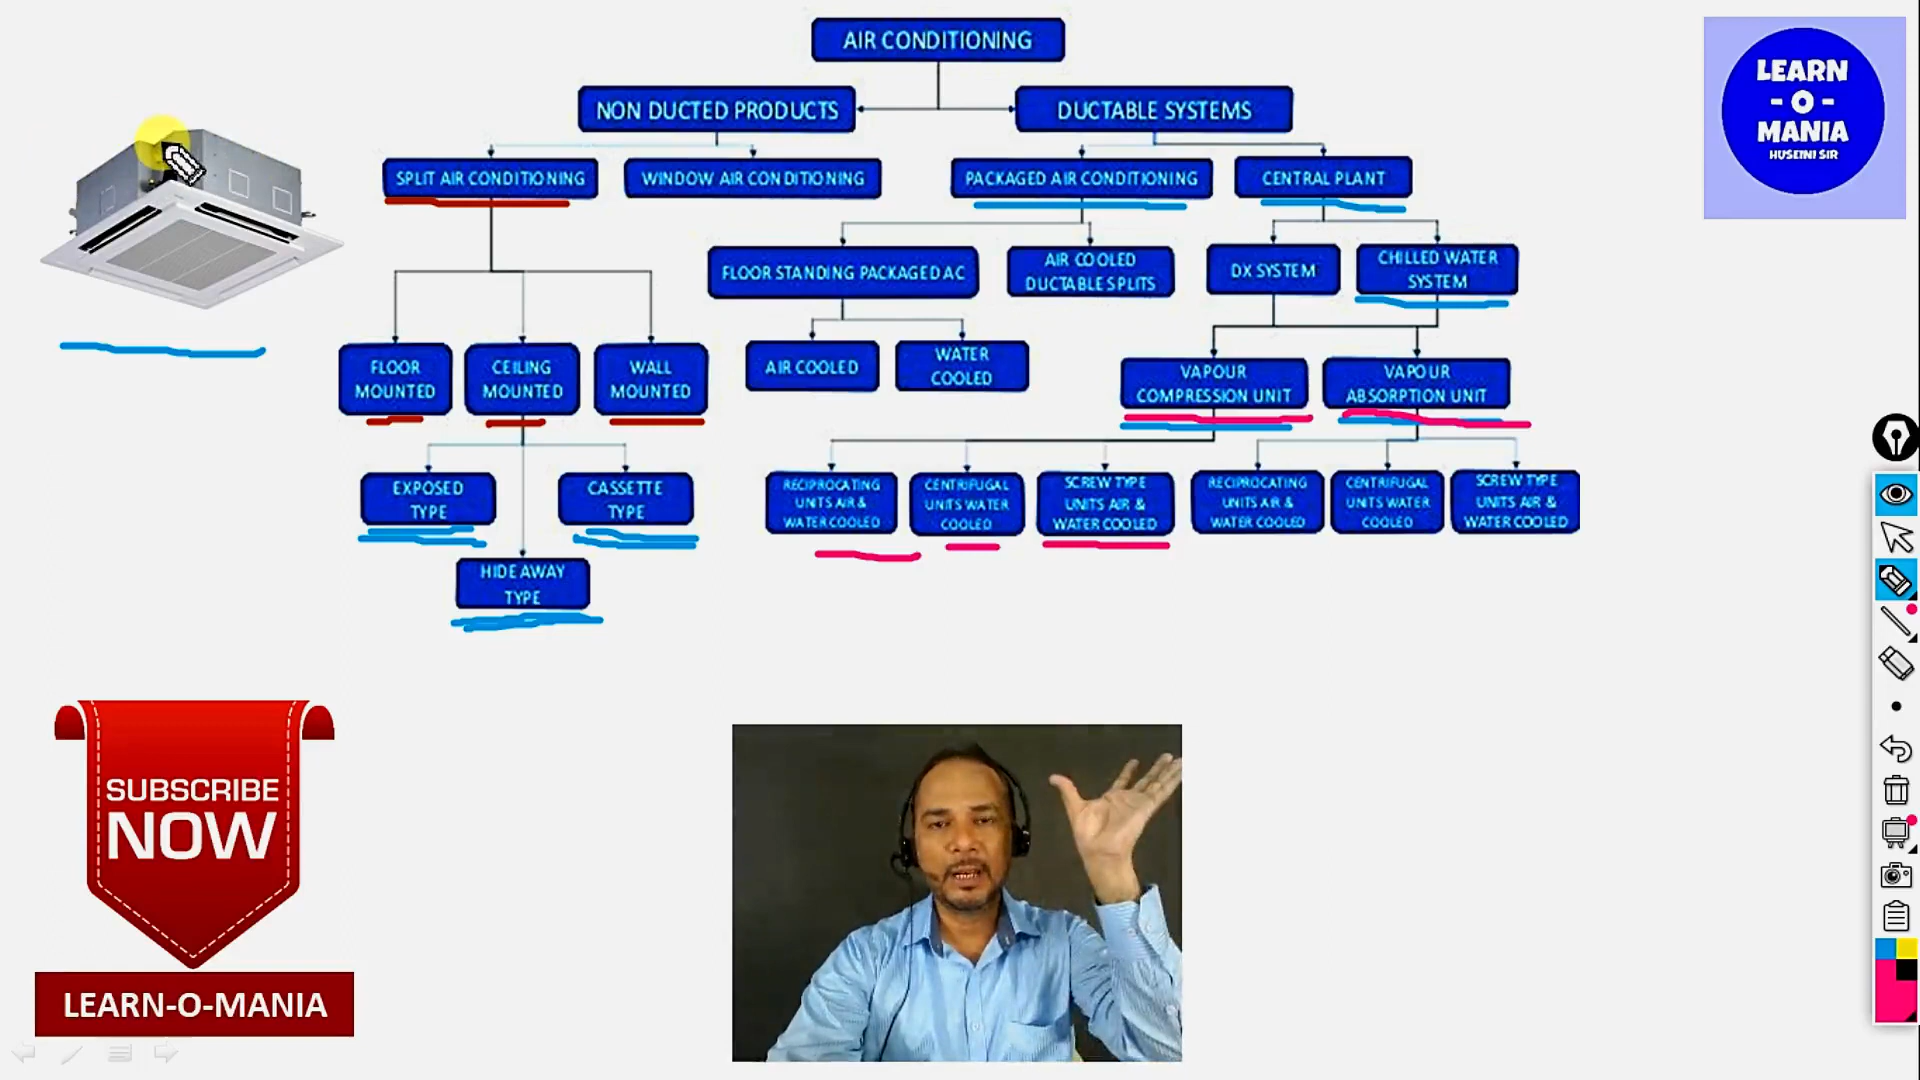 AIR CONDITIONING
LEARN
- O -
MANIA
HUSEINI SIR
NON DUCTED PRODUCTS
DUCTABLE SYSTEMS
SPLIT AIR CONDITIONING
WINDOW AIR CONDITIONING
PACKAGED AIR CONDITIONING
CENTRAL PLANT
FLOOR STANDING PACKAGED AC
AIR COOLED
DUCTABLE SPLITS
DX SYSTEM
CHILLED WATER
SYSTEM
FLOOR
MOUNTED
CEILING
MOUNTED
WALL
MOUNTED
AIR COOLED
WATER
COOLED
VAPOUR
COMPRESSION UNIT
VAPOUR
ABSORPTION UNIT
EXPOSED
TYPE
CASSETTE
TYPE
HIDE AWAY
TYPE
RECIPROCATING
UNITS AIR &
WATER COOLED
CENTRIFUGAL
UNITS WATER
COOLED
SCREW TYPE
UNITS AIR &
WATER COOLED
RECIPROCATING
UNITS AIR &
WATER COOLED
CENTRIFUGAL
UNITS WATER
COOLED
SCREW TYPE
UNITS AIR &
WATER COOLED
SUBSCRIBE
NOW
LEARN-O-MANIA